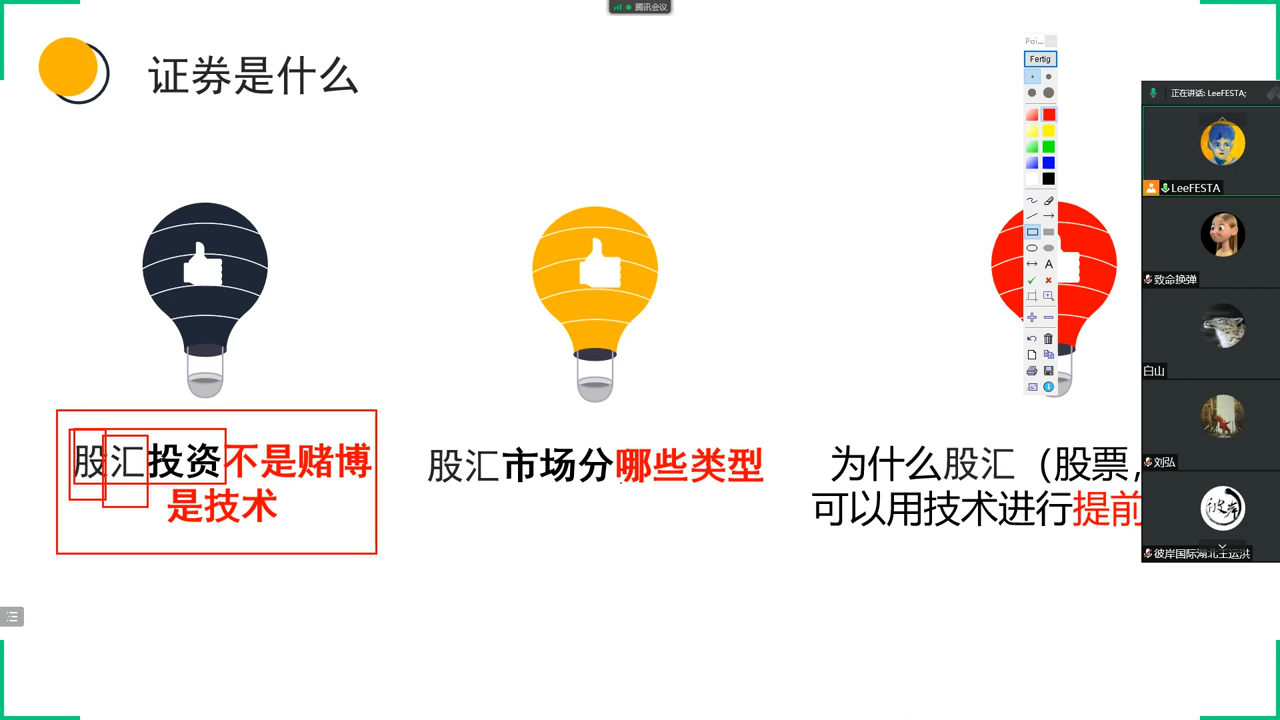 腾讯会议
证券是什么
Poi...
Fertig
A
正在讲话: LeeFESTA;
LeeFESTA
致命换弹
白山
刘弘
彼岸
彼岸国际湖北王运洪
股汇投资不是赌博
是技术
股汇市场分哪些类型
为什么股汇（股票，
可以用技术进行提前